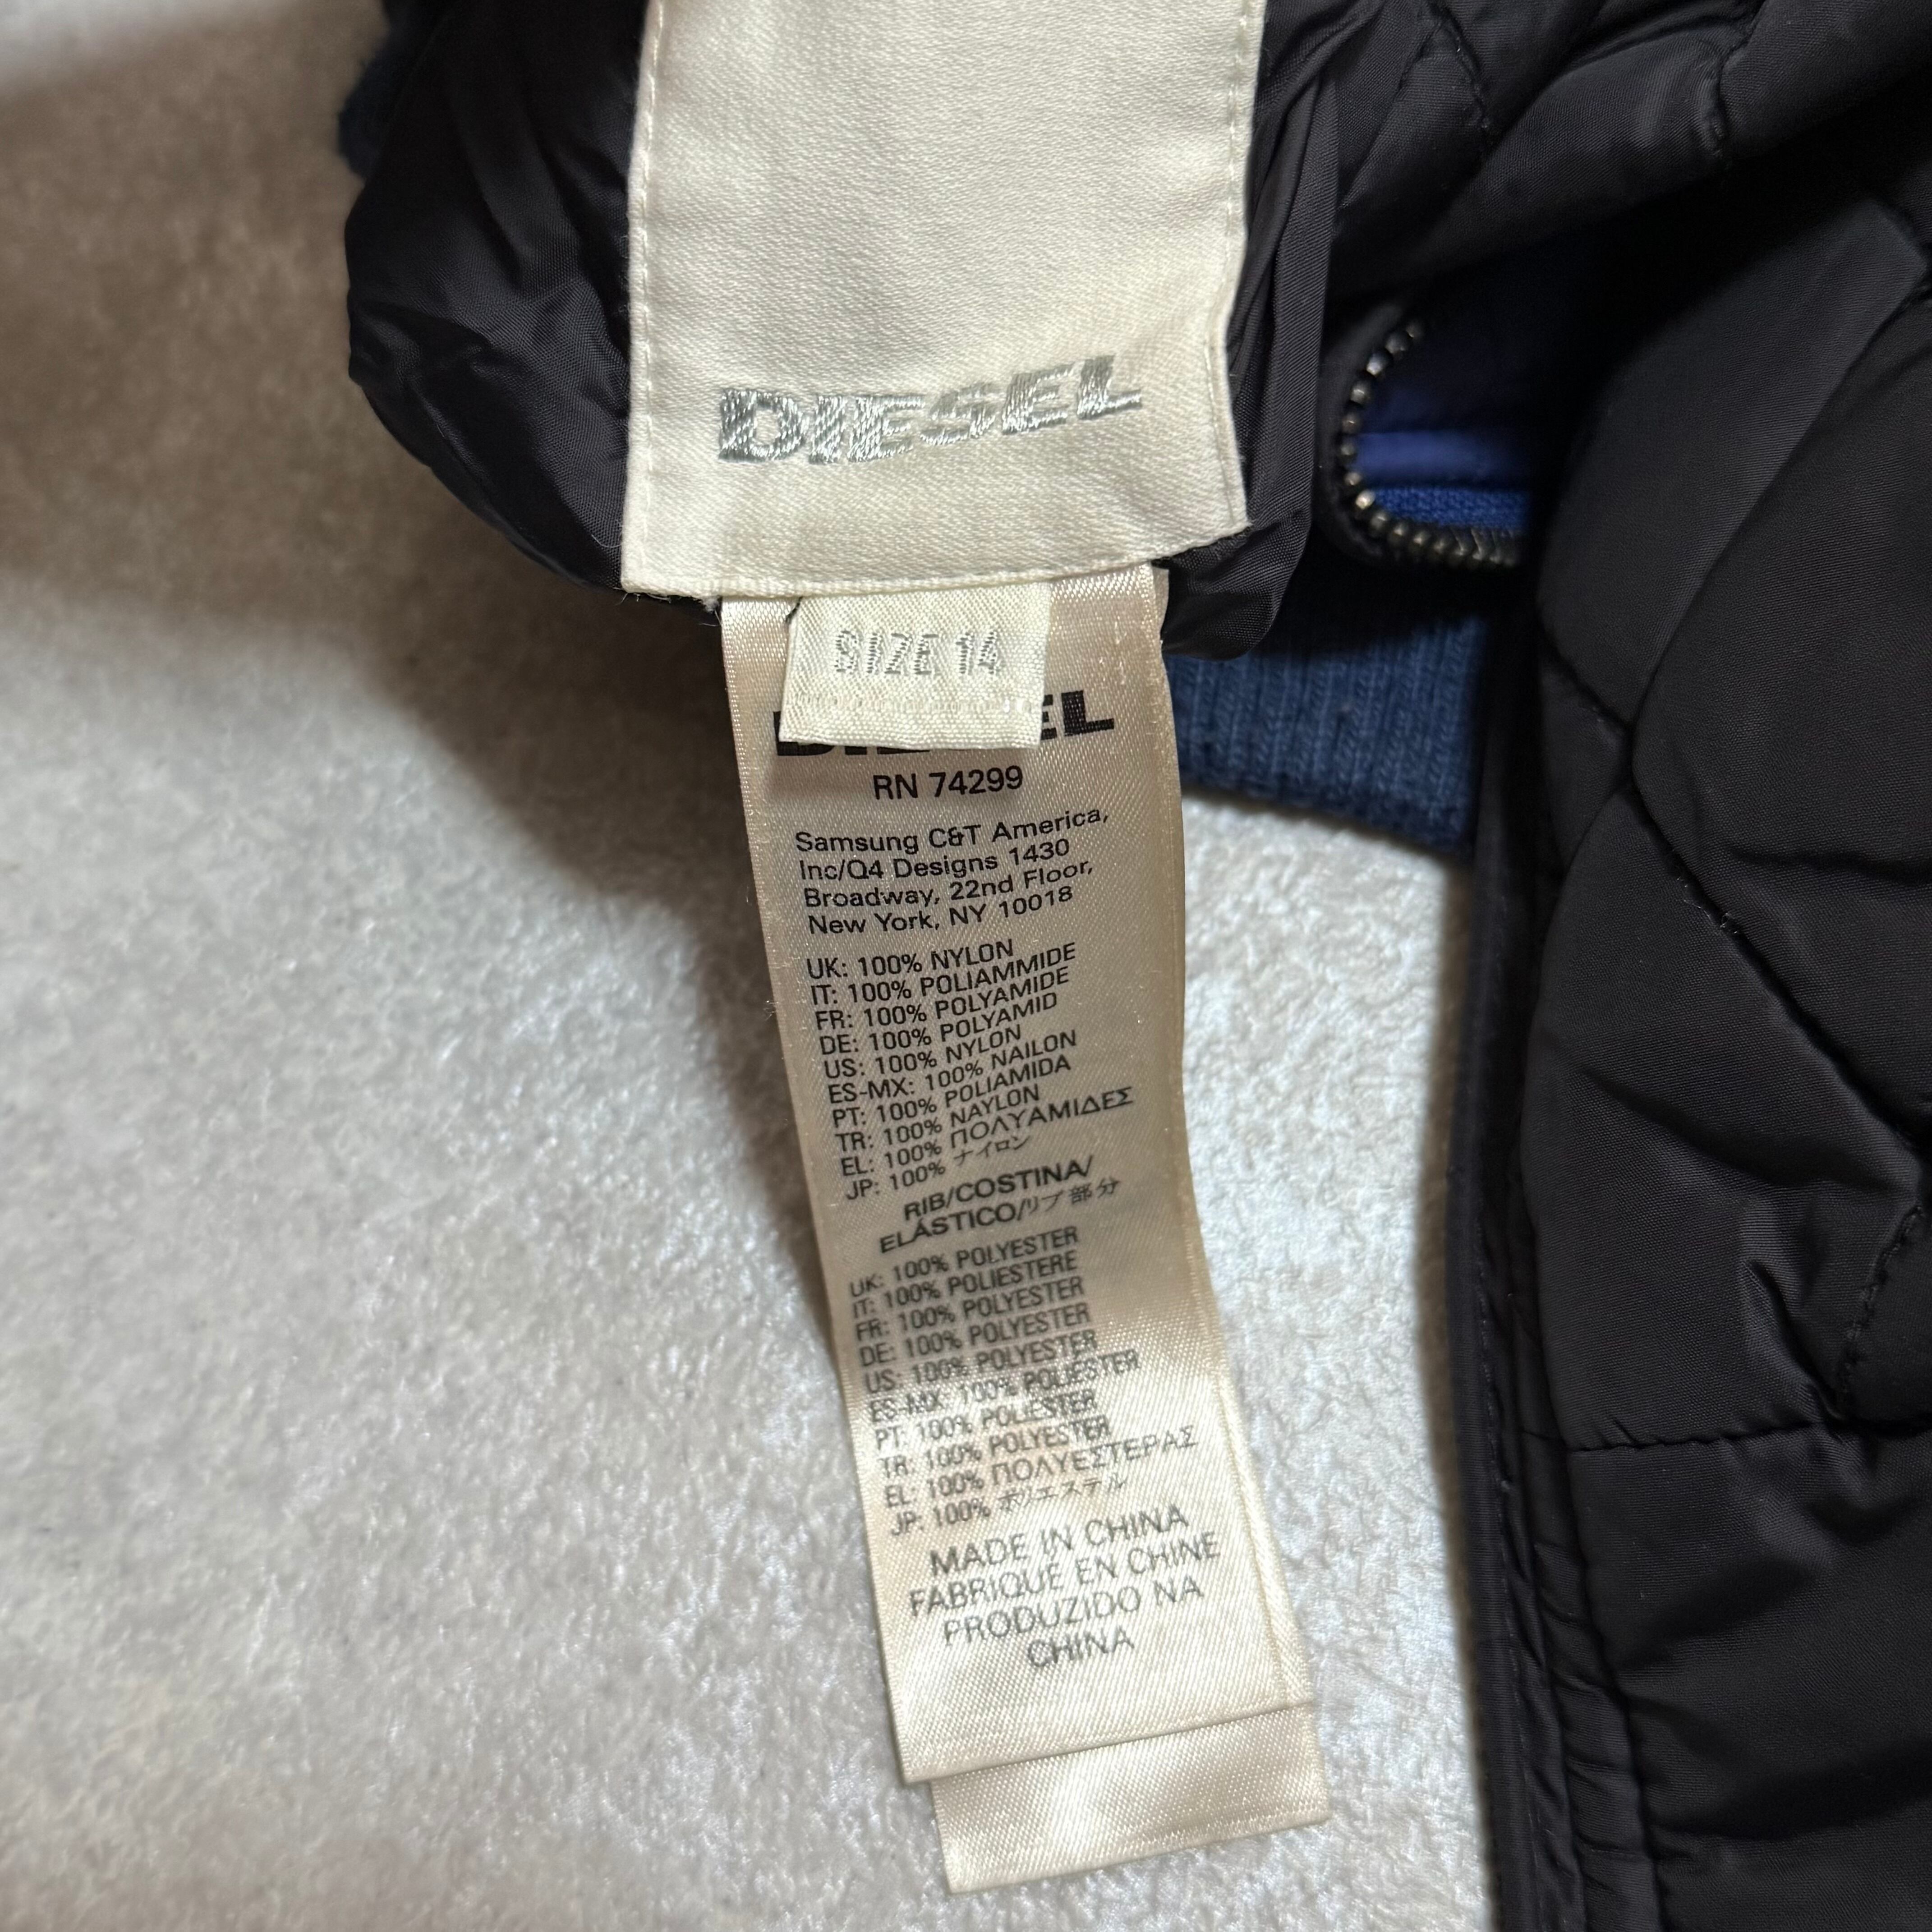 DIESEL
SIZE 14
DIESEL
RN 74299
Samsung C&T America,
Inc/Q4 Designs 1430
Broadway, 22nd Floor,
New York, NY 10018
UK: 100% NYLON
IT: 100% POLIAMMIDE
FR: 100% POLYAMIDE
DE: 100% POLYAMID
US: 100% NYLON
ES-MX: 100% NAILON
PT: 100% POLIAMIDA
TR: 100% NAYLON
EL: 100% ΠΟΛΥΑΜΙΔΕΣ
JP: 100% ナイロン
RIB/COSTINA/
ELÁSTICO/リブ部分
UK: 100% POLYESTER
IT: 100% POLIESTERE
FR: 100% POLYESTER
DE: 100% POLYESTER
US: 100% POLYESTER
ES-MX: 100% POLIÉSTER
PT: 100% POLIÉSTER
TR: 100% POLYESTER
EL: 100% ΠΟΛΥΕΣΤΕΡΑΣ
JP: 100% ポリエステル
MADE IN CHINA
FABRIQUÉ EN CHINE
PRODUZIDO NA
CHINA